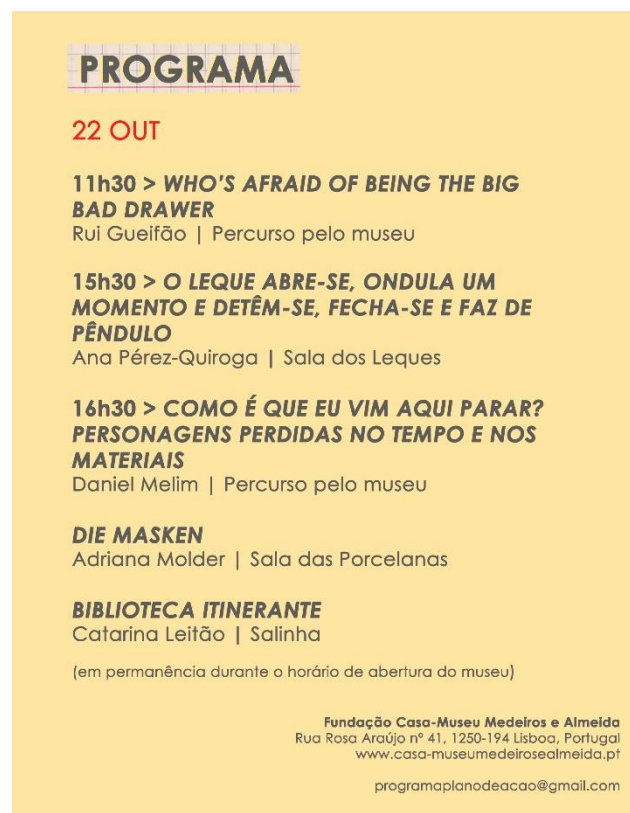 PROGRAMA
22 OUT
11h30 > WHO'S AFRAID OF BEING THE BIG
BAD DRAWER
Rui Gueifão | Percurso pelo museu
15h30 > O LEQUE ABRE-SE, ONDULA UM
MOMENTO E DETÊM-SE, FECHA-SE E FAZ DE
PÊNDULO
Ana Pérez-Quiroga | Sala dos Leques
16h30 > COMO É QUE EU VIM AQUI PARAR?
PERSONAGENS PERDIDAS NO TEMPO E NOS
MATERIAIS
Daniel Melim | Percurso pelo museu
DIE MASKEN
Adriana Molder | Sala das Porcelanas
BIBLIOTECA ITINERANTE
Catarina Leitão | Salinha
(em permanência durante o horário de abertura do museu)
Fundação Casa-Museu Medeiros e Almeida
Rua Rosa Araújo nº 41, 1250-194 Lisboa, Portugal
www.casa-museumedeirosealmeida.pt
programaplanodeacao@gmail.com